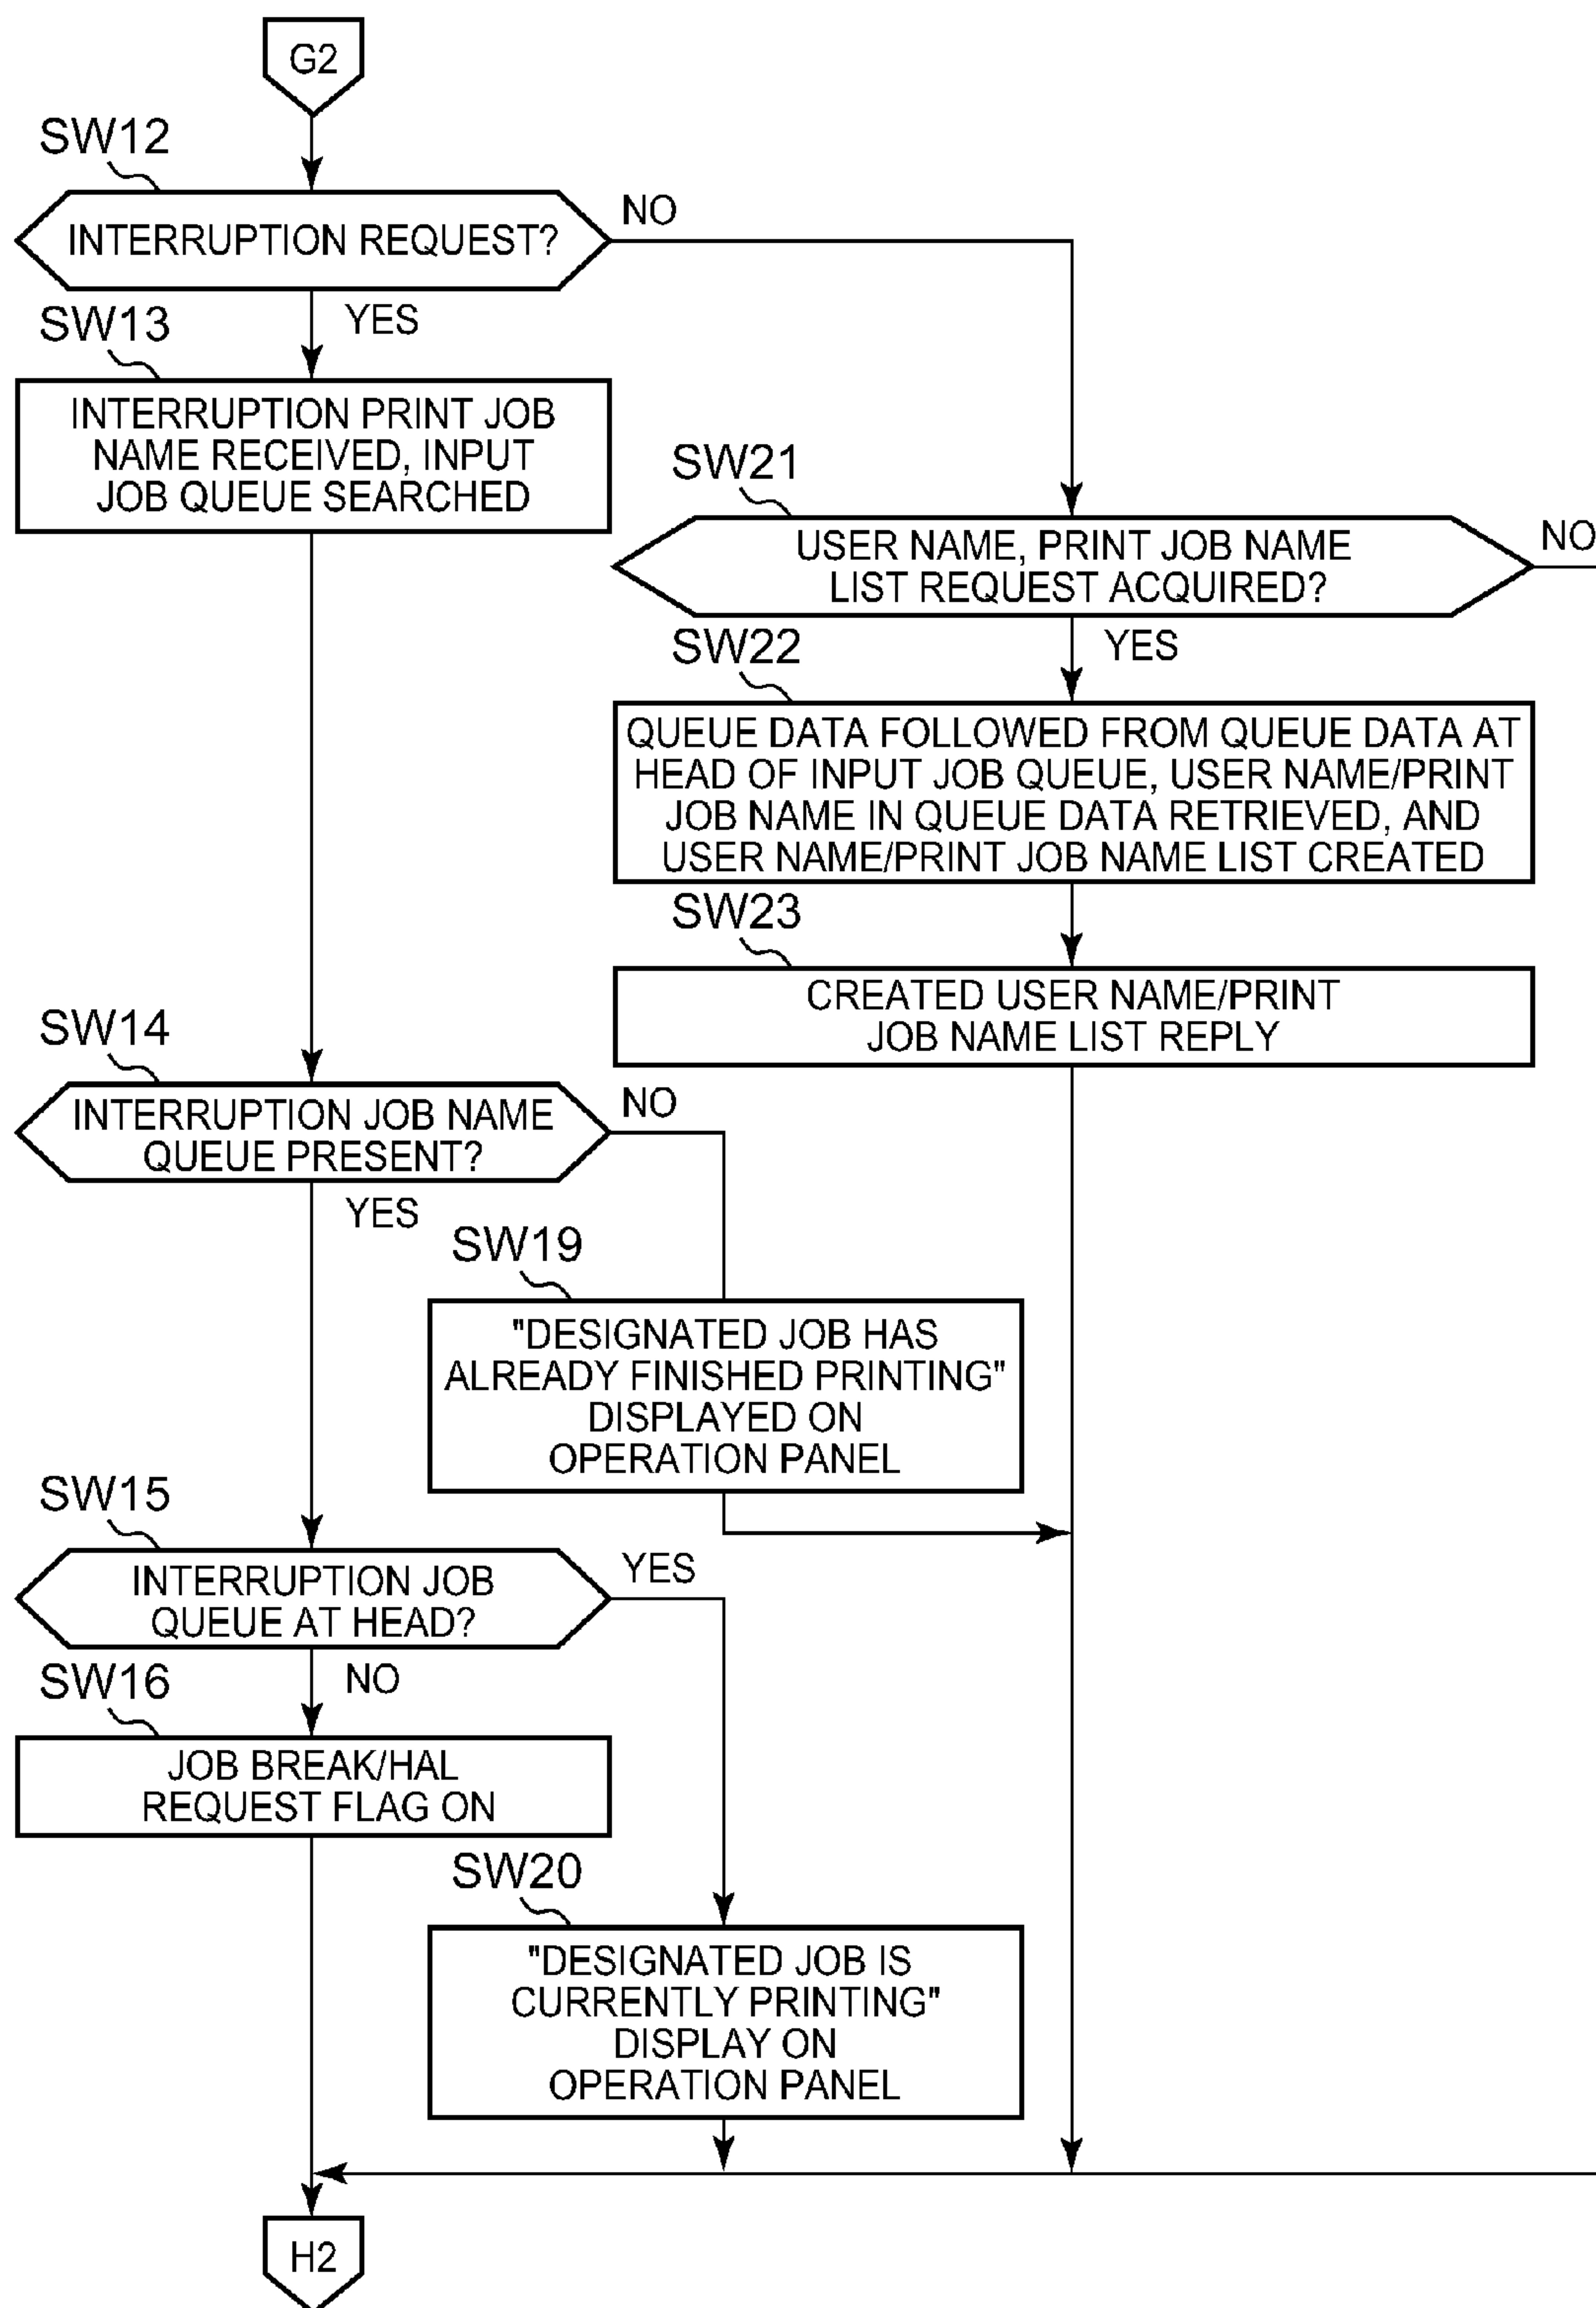 G2
SW12
INTERRUPTION REQUEST?
NO
YES
SW13
INTERRUPTION PRINT JOB
NAME RECEIVED, INPUT
JOB QUEUE SEARCHED
SW21
USER NAME, PRINT JOB NAME
LIST REQUEST ACQUIRED?
NO
YES
SW22
QUEUE DATA FOLLOWED FROM QUEUE DATA AT
HEAD OF INPUT JOB QUEUE, USER NAME/PRINT
JOB NAME IN QUEUE DATA RETRIEVED, AND
USER NAME/PRINT JOB NAME LIST CREATED
SW23
CREATED USER NAME/PRINT
JOB NAME LIST REPLY
SW14
INTERRUPTION JOB NAME
QUEUE PRESENT?
NO
YES
SW19
"DESIGNATED JOB HAS
ALREADY FINISHED PRINTING"
DISPLAYED ON
OPERATION PANEL
SW15
INTERRUPTION JOB
QUEUE AT HEAD?
YES
NO
SW16
JOB BREAK/HAL
REQUEST FLAG ON
SW20
"DESIGNATED JOB IS
CURRENTLY PRINTING"
DISPLAY ON
OPERATION PANEL
H2